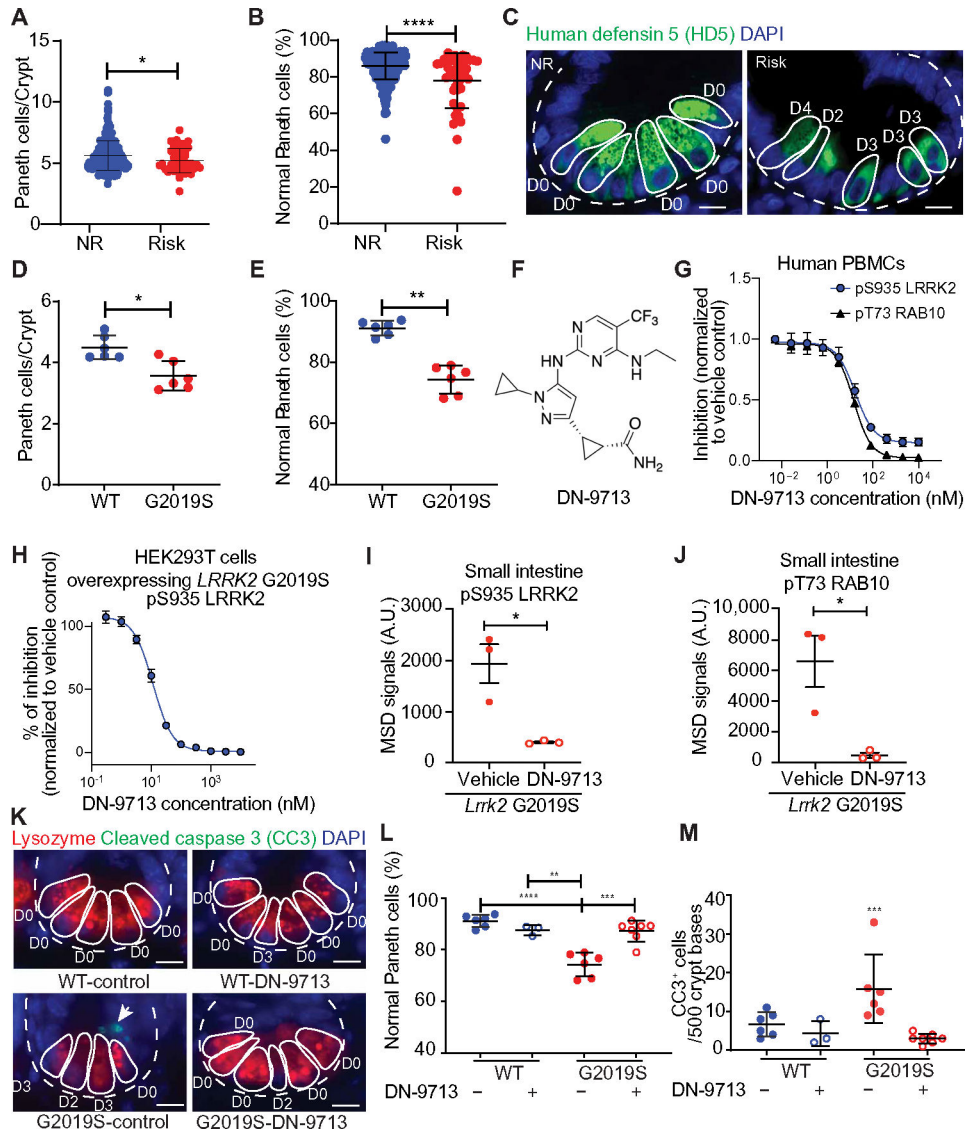 A
Paneth cells/Crypt
15
10
5
0
*
NR Risk
B
Normal Paneth cells (%)
100
80
60
40
20
0
****
NR Risk
C
Human defensin 5 (HD5) DAPI
NR
D0
D0
D0
D0
D0
Risk
D4
D2
D3
D3
D3
D
Paneth cells/Crypt
6
4
2
0
*
WT G2019S
E
Normal Paneth cells (%)
100
80
60
40
**
WT G2019S
F
CF3
N
N
NH
HN
N
N
O
NH2
DN-9713
G
Human PBMCs
pS935 LRRK2
pT73 RAB10
Inhibition (normalized
to vehicle control)
1.0
0.5
0.0
10−2 100 102 104
DN-9713 concentration (nM)
H
HEK293T cells
overexpressing LRRK2 G2019S
pS935 LRRK2
% of inhibition
(normalized to vehicle control)
100
50
0
10-1 101 103
DN-9713 concentration (nM)
I
Small intestine
pS935 LRRK2
MSD signals (A.U.)
3000
2000
1000
0
*
Vehicle DN-9713
Lrrk2 G2019S
J
Small intestine
pT73 RAB10
MSD signals (A.U.)
10,000
8000
6000
4000
2000
0
*
Vehicle DN-9713
Lrrk2 G2019S
K
Lysozyme Cleaved caspase 3 (CC3) DAPI
D0
D0
D0
D0
WT-control
D0
D0
D3
D0
D0
WT-DN-9713
D3
D2
D3
D0
G2019S-control
D0
D0
D2
D0
D0
G2019S-DN-9713
L
Normal Paneth cells (%)
100
80
60
40
**
****
***
WT G2019S
DN-9713 − + − +
M
CC3+ cells
/500 crypt bases
40
30
20
10
0
***
WT G2019S
DN-9713 − + − +